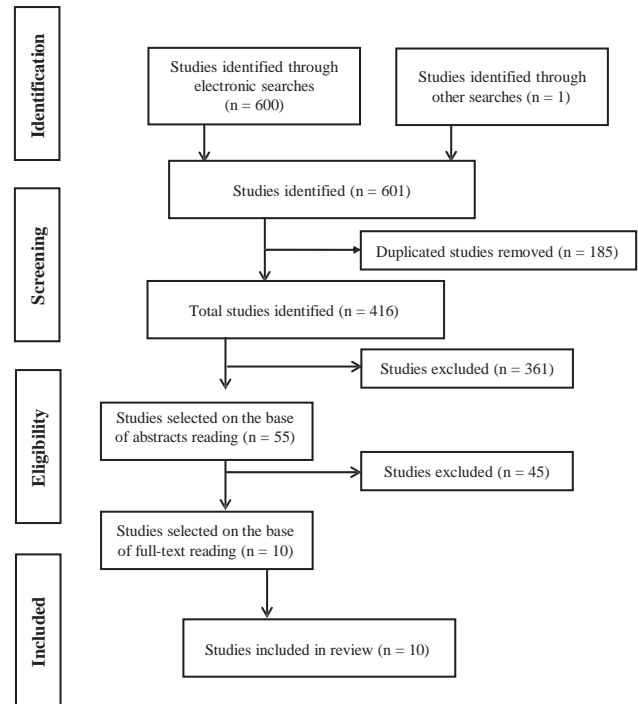 Identification
Studies identified through
electronic searches
(n = 600)
Studies identified through
other searches (n = 1)
Studies identified (n = 601)
Screening
Duplicated studies removed (n = 185)
Total studies identified (n = 416)
Studies excluded (n = 361)
Eligibility
Studies selected on the base
of abstracts reading (n = 55)
Studies excluded (n = 45)
Studies selected on the base
of full-text reading (n = 10)
Included
Studies included in review (n = 10)